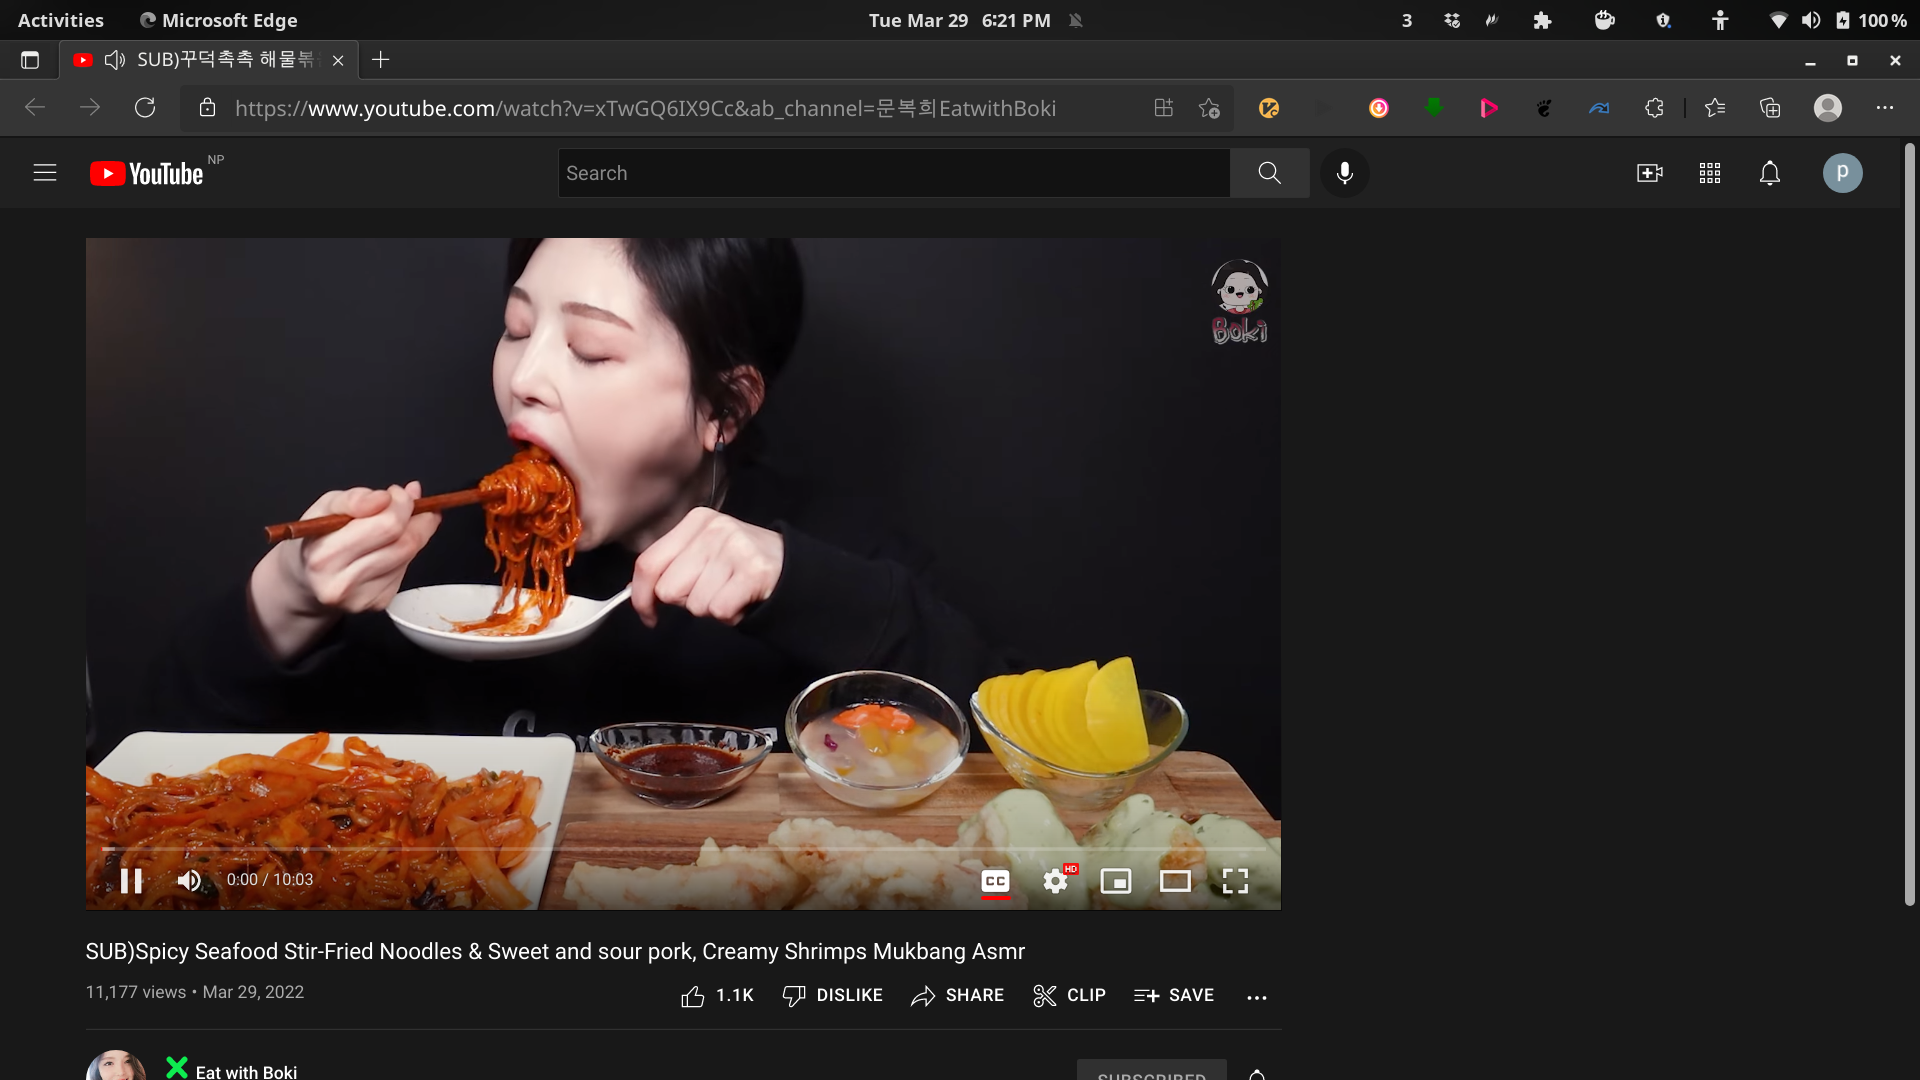 Activities
Microsoft Edge
Tue Mar 29 6:21 PM
3
100 %
SUB)꾸덕촉촉 해물볶
https://www.youtube.com/watch?v=xTwGQ6IX9Cc&ab_channel=문복희EatwithBoki
YouTube NP
Search
p
Boki
0:00 / 10:03
CC
HD
SUB)Spicy Seafood Stir-Fried Noodles & Sweet and sour pork, Creamy Shrimps Mukbang Asmr
11,177 views • Mar 29, 2022
1.1K
DISLIKE
SHARE
CLIP
SAVE
Eat with Boki
SUBSCRIBED